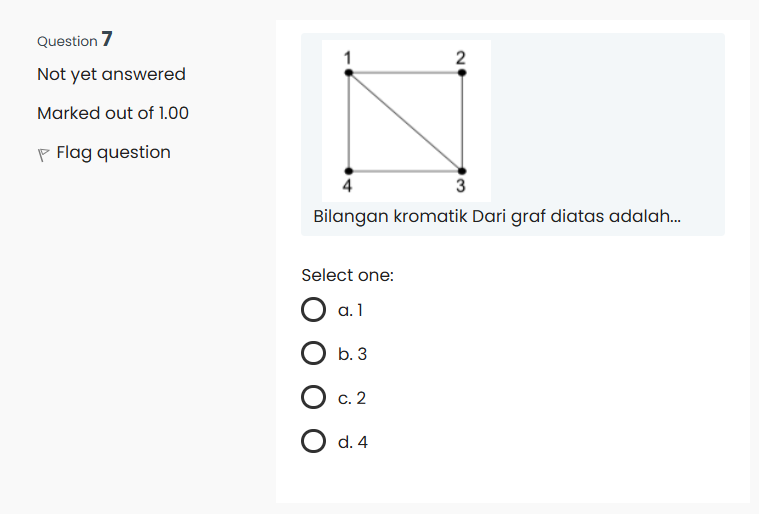 Question 7
Not yet answered
Marked out of 1.00
Flag question
1 2
4 3
Bilangan kromatik Dari graf diatas adalah...
Select one:
a. 1
b. 3
c. 2
d. 4